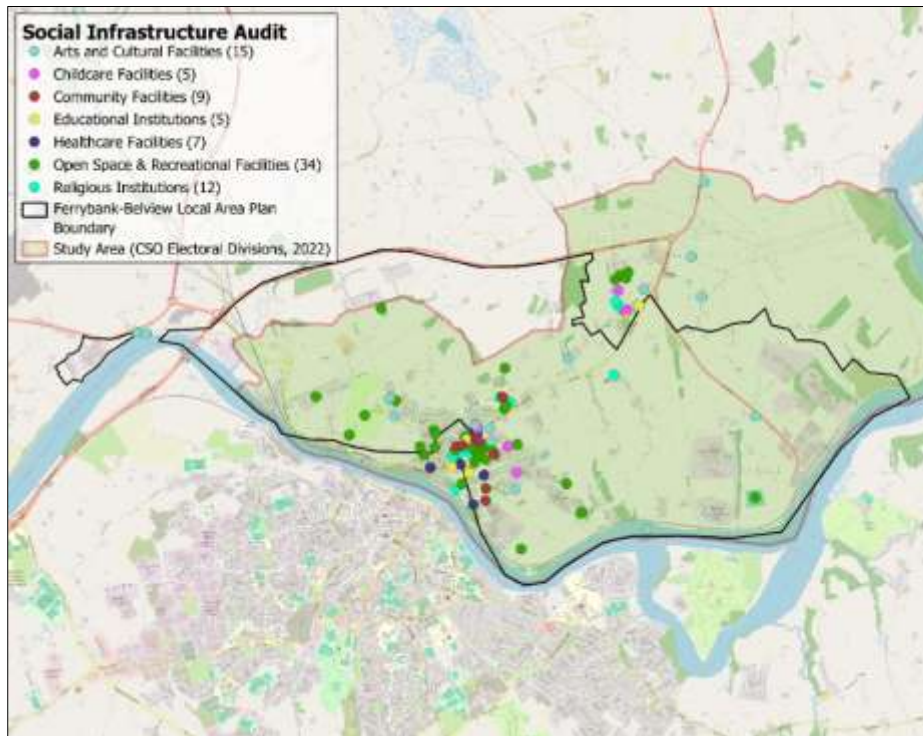 Social Infrastructure Audit
Arts and Cultural Facilities (15)
Childcare Facilities (5)
Community Facilities (9)
Educational Institutions (5)
Healthcare Facilities (7)
Open Space & Recreational Facilities (34)
Religious Institutions (12)
Ferrybank-Belview Local Area Plan
Boundary
Study Area (CSO Electoral Divisions, 2022)